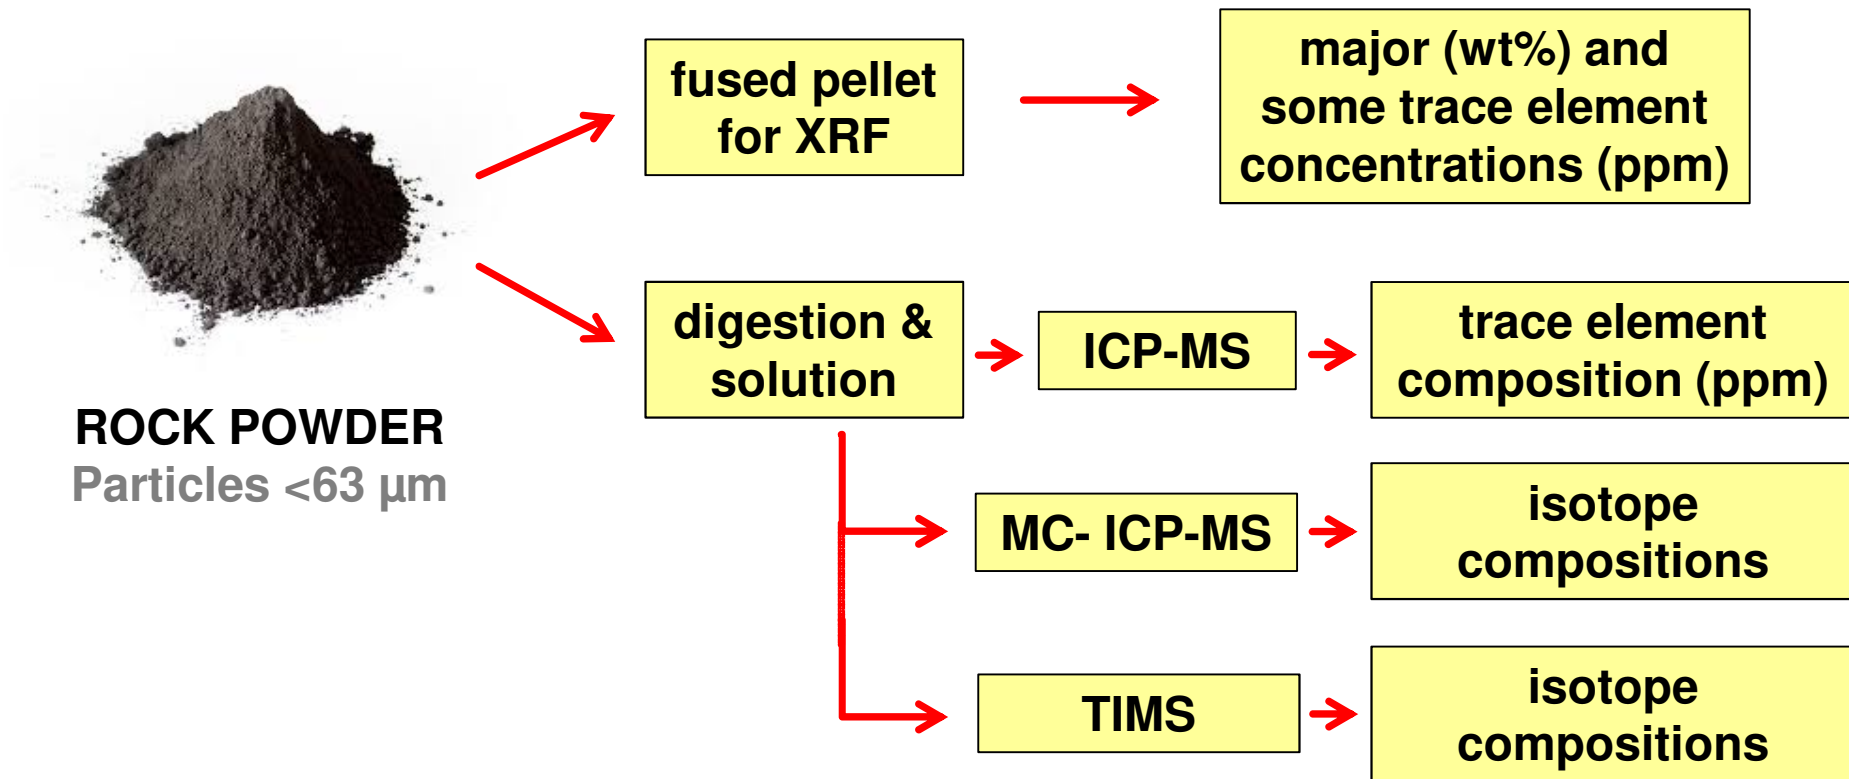 fused pellet
for XRF
major (wt%) and
some trace element
concentrations (ppm)
digestion &
solution
ICP-MS
trace element
composition (ppm)
ROCK POWDER
Particles <63 µm
MC- ICP-MS
isotope
compositions
TIMS
isotope
compositions